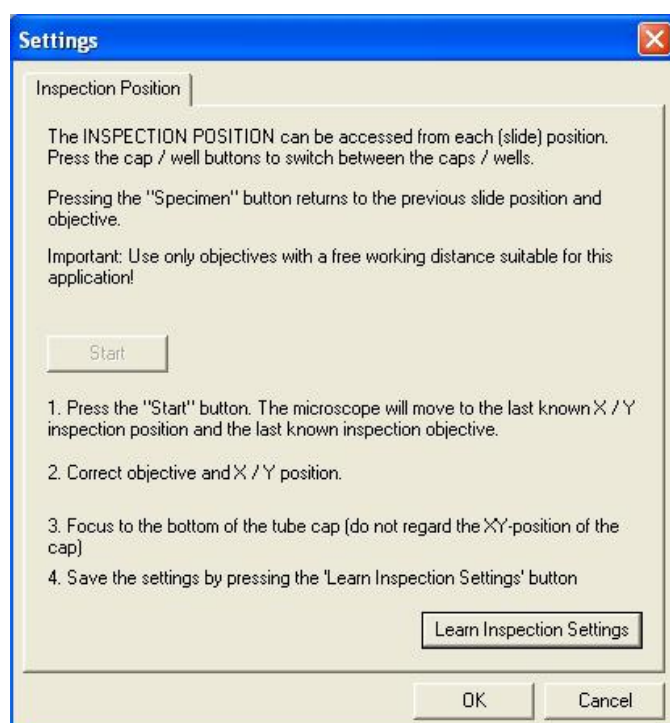 Settings
Inspection Position
The INSPECTION POSITION can be accessed from each (slide) position.
Press the cap / well buttons to switch between the caps / wells.
Pressing the "Specimen" button returns to the previous slide position and
objective.
Important: Use only objectives with a free working distance suitable for this
application!
Start
1. Press the "Start" button. The microscope will move to the last known X / Y
inspection position and the last known inspection objective.
2. Correct objective and X / Y position.
3. Focus to the bottom of the tube cap (do not regard the XY-position of the
cap)
4. Save the settings by pressing the 'Learn Inspection Settings' button
Learn Inspection Settings
OK
Cancel